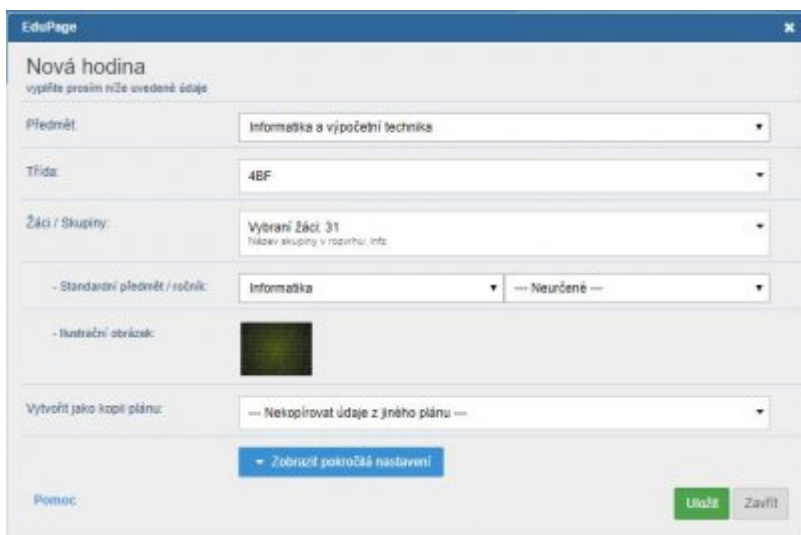 EduPage
Nová hodina
vyplňte prosím níže uvedené údaje
Předmět:
Informatika a výpočetní technika
Třída:
4BF
Žáci / Skupiny:
Vybraní žáci: 31
Název skupiny v rozvrhu: Infz
- Standardní předmět / ročník:
Informatika
--- Neurčené ---
- Ilustrační obrázek:
Vytvořit jako kopii plánu:
--- Nekopírovat údaje z jiného plánu ---
Zobrazit pokročilá nastavení
Pomoc
Uložit
Zavřít